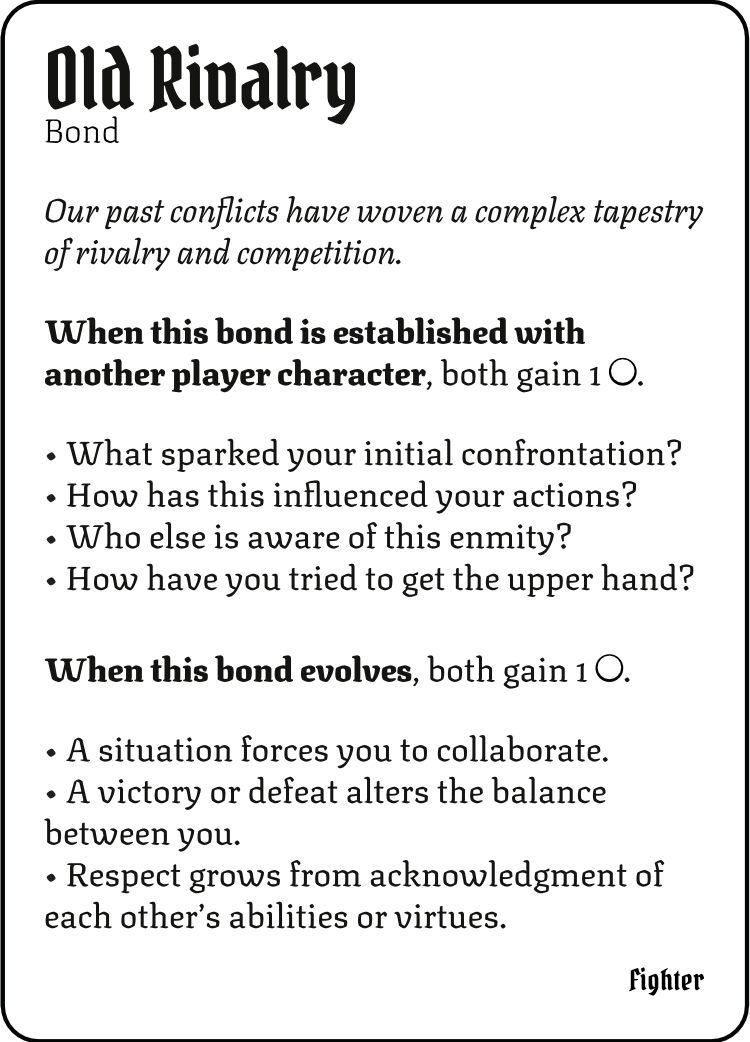 Old Rivalry
Bond
Our past conflicts have woven a complex tapestry
of rivalry and competition.
When this bond is established with
another player character, both gain 1 ○.
• What sparked your initial confrontation?
• How has this influenced your actions?
• Who else is aware of this enmity?
• How have you tried to get the upper hand?
When this bond evolves, both gain 1 ○.
• A situation forces you to collaborate.
• A victory or defeat alters the balance
between you.
• Respect grows from acknowledgment of
each other’s abilities or virtues.
Fighter